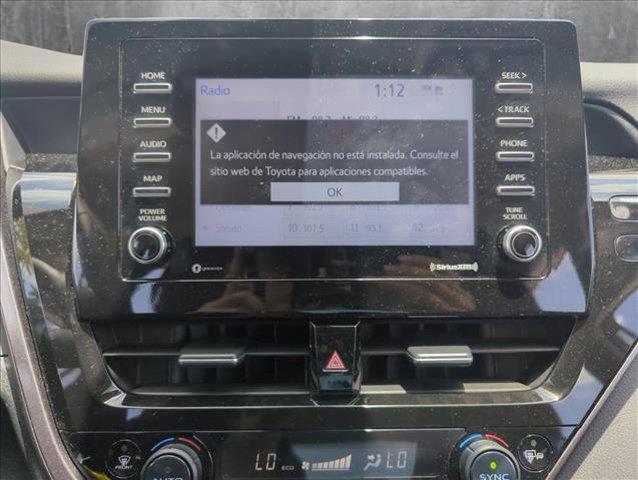 HOME
MENU
AUDIO
MAP
POWER
VOLUME
Radio
1:12
La aplicación de navegación no está instalada. Consulte el
sitio web de Toyota para aplicaciones compatibles.
OK
Sonido
10 107.5
11 93.1
12
SEEK >
< TRACK
PHONE
APPS
TUNE
SCROLL
SiriusXM
FRONT
AUTO
LO
ECO
LO
SYNC
REAR